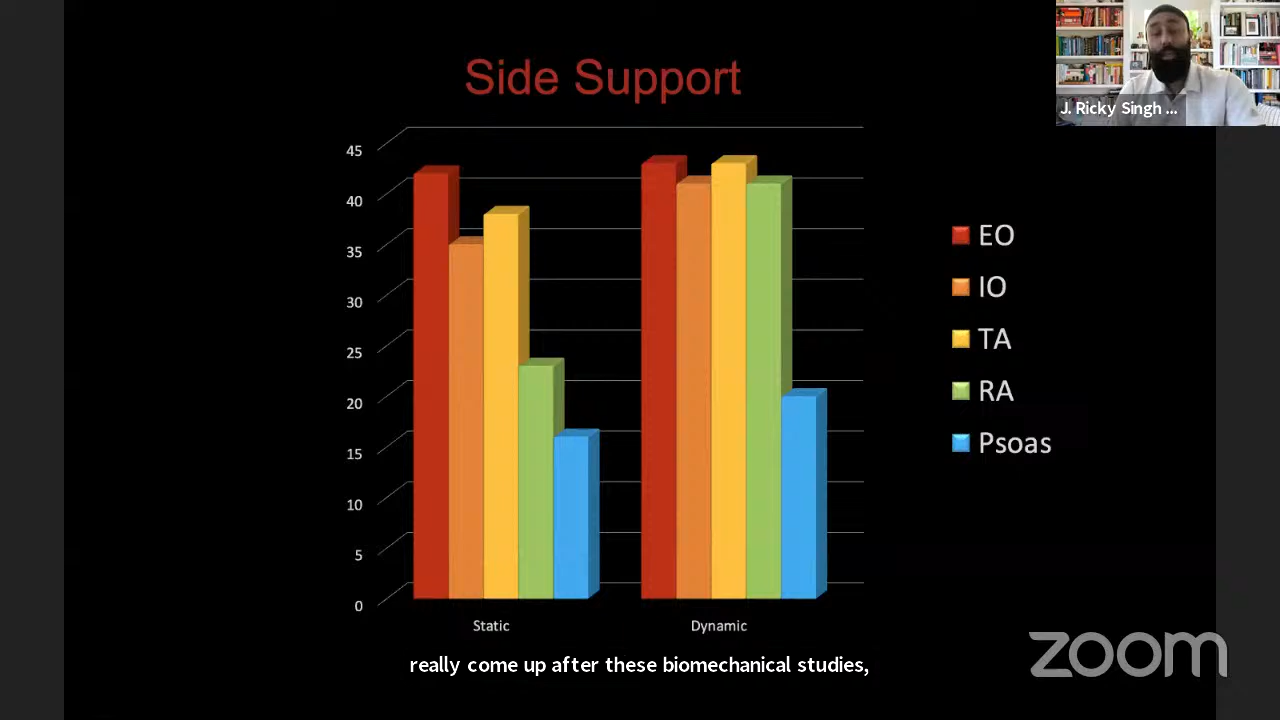 J. Ricky Singh ...
Side Support
45
40
35
30
25
20
15
10
5
0
Static
Dynamic
EO
IO
TA
RA
Psoas
really come up after these biomechanical studies,
zoom